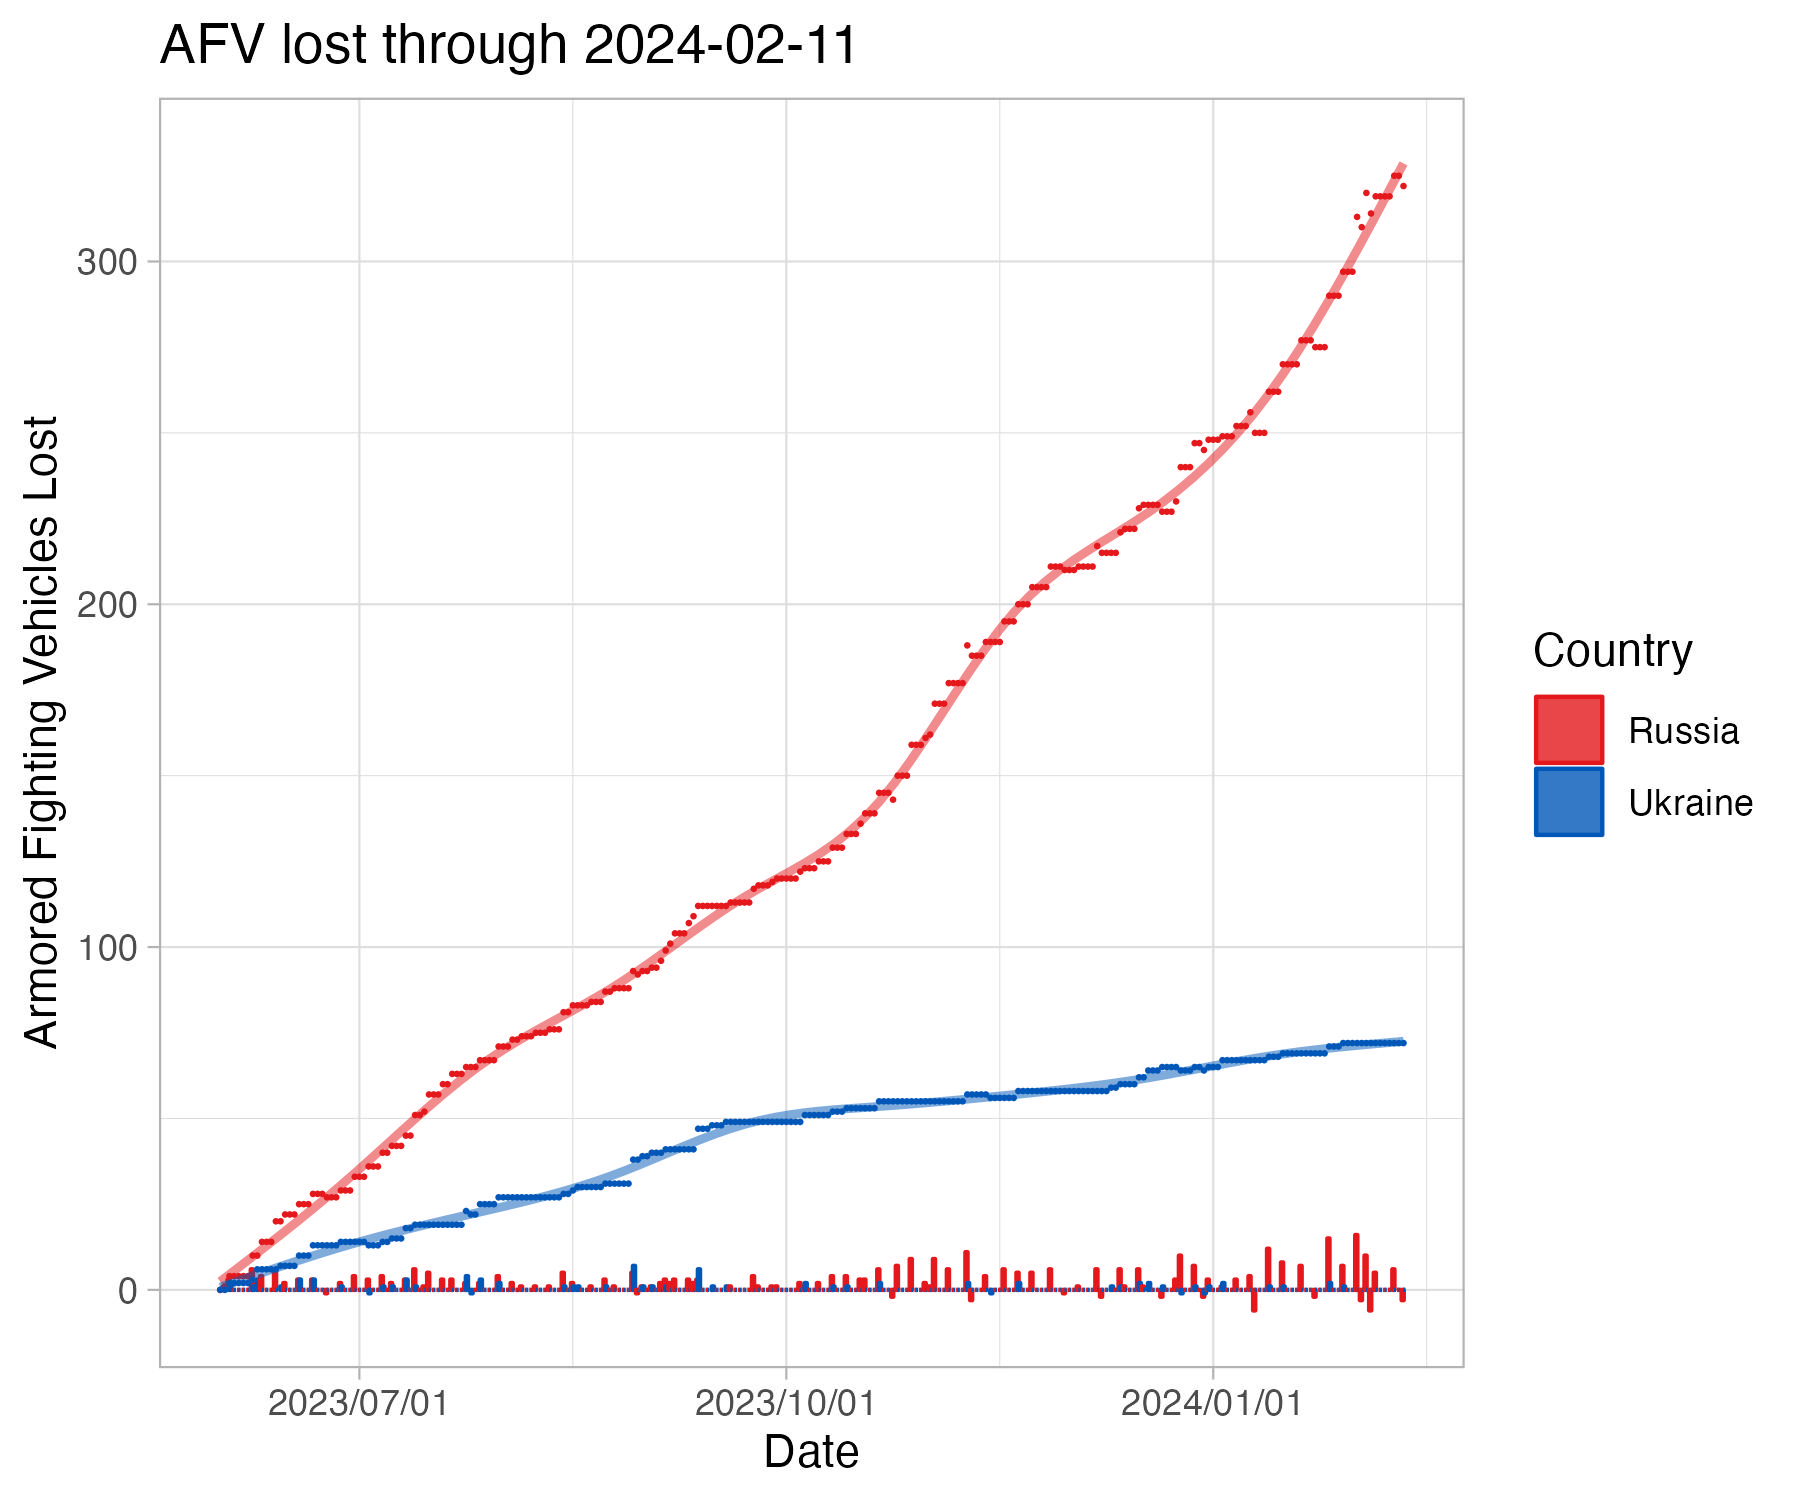 AFV lost through 2024-02-11
Armored Fighting Vehicles Lost
300
200
100
0
2023/07/01
2023/10/01
2024/01/01
Date
Country
Russia
Ukraine